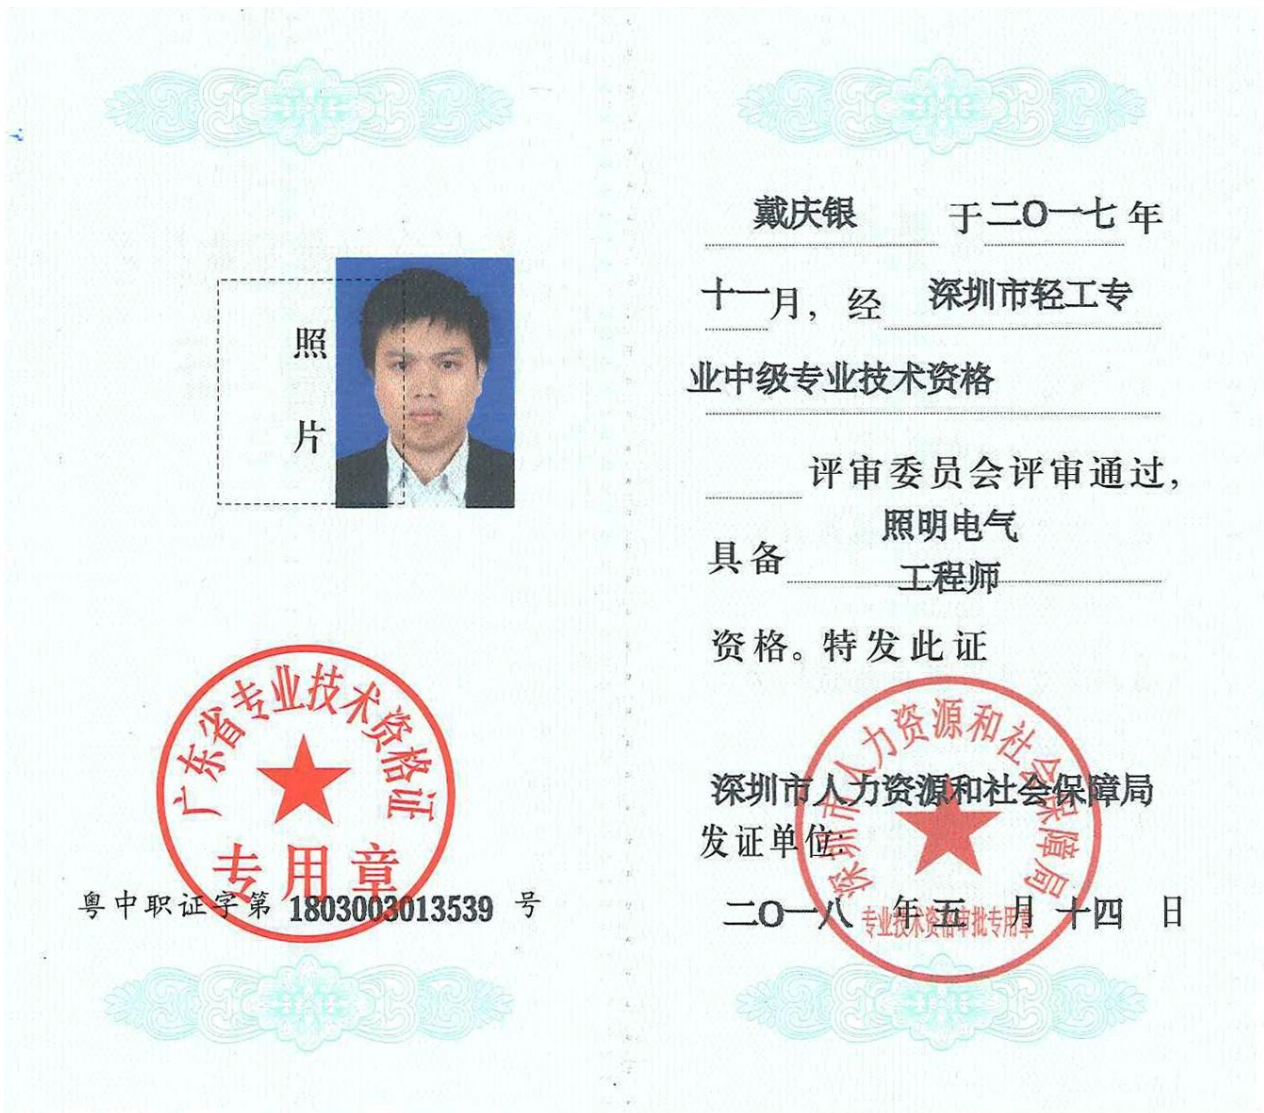 照
片
广东省专业技术资格证
专用章
粤中职证字第 1803003013539 号
戴庆银 于二〇一七年
十一月，经 深圳市轻工专
业中级专业技术资格
评审委员会评审通过，
照明电气
具备
工程师
资格。特发此证
深圳市人力资源和社会保障局
深圳市人力资源和社会保障局
发证单位：
二〇一八 年 五 月 十四 日
专业技术资格审批专用章